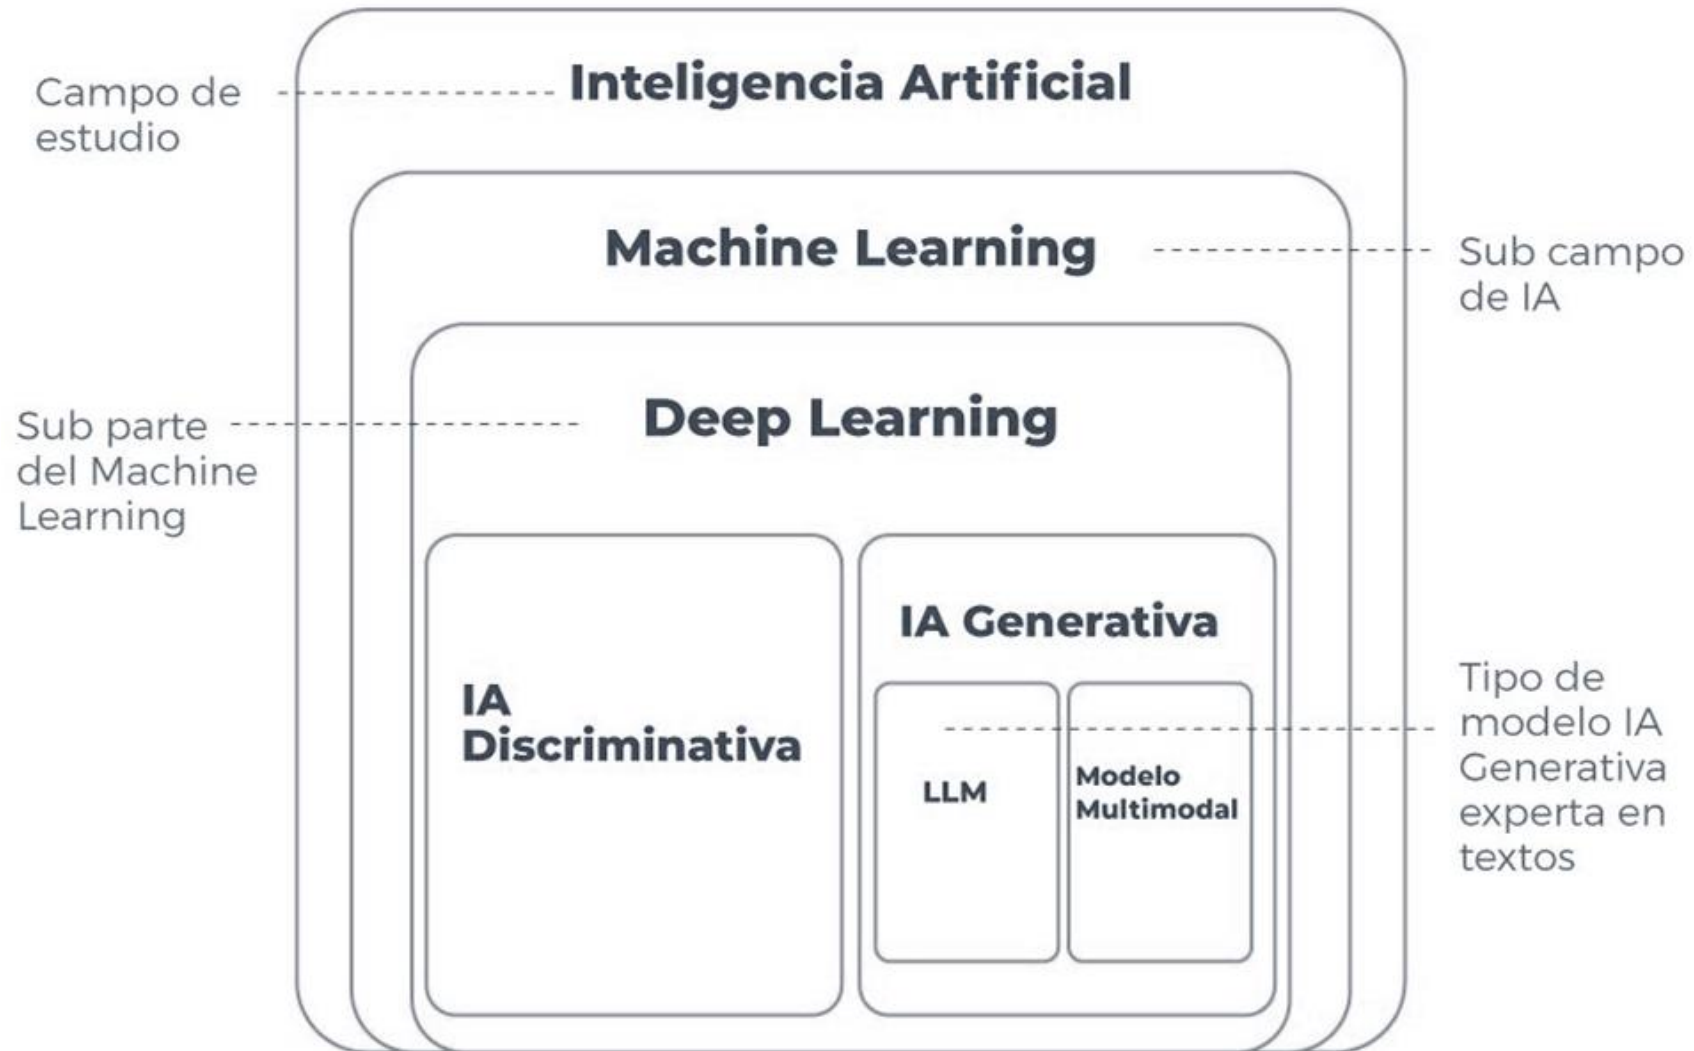 Inteligencia Artificial
Campo de
estudio
Machine Learning
Sub campo
de IA
Deep Learning
Sub parte
del Machine
Learning
IA Generativa
IA
Discriminativa
LLM
Modelo
Multimodal
Tipo de
modelo IA
Generativa
experta en
textos